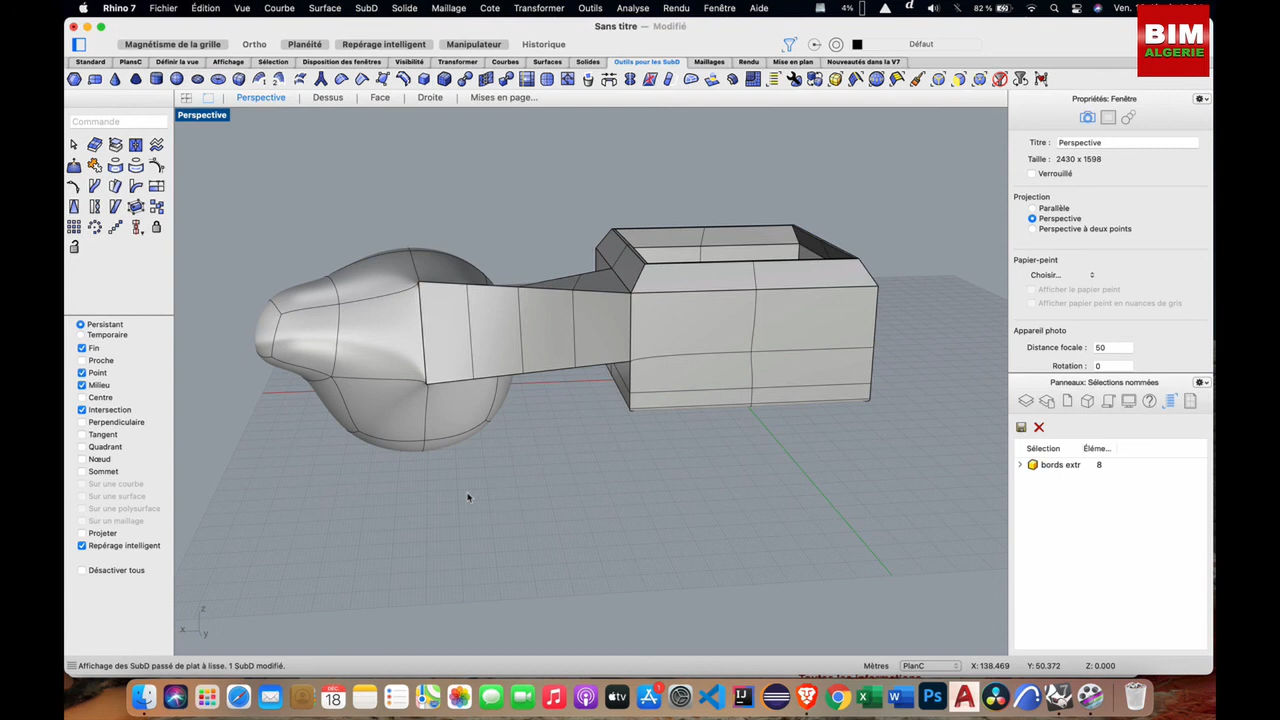 Rhino 7 Fichier Édition Vue Courbe Surface SubD Solide Maillage Cote Transformer Outils Analyse Rendu Fenêtre Aide 4% 82 % Ven.
Sans titre — Modifié
BIM
ALGERIE
Magnétisme de la grille Ortho Planéité Repérage intelligent Manipulateur Historique Défaut
Standard PlansC Définir la vue Affichage Sélection Disposition des fenêtres Visibilité Transformer Courbes Surfaces Solides Outils pour les SubD Maillages Rendu Mise en plan Nouveautés dans la V7
Perspective Dessus Face Droite Mises en page...
Propriétés: Fenêtre
Perspective
Commande
Titre : Perspective
Taille : 2430 x 1598
Verrouillé
Projection
Parallèle
Perspective
Perspective à deux points
Papier-peint
Choisir...
Afficher le papier peint
Afficher papier peint en nuances de gris
Appareil photo
Distance focale : 50
Rotation : 0
Panneaux: Sélections nommées
Sélection Éléme...
bords extr 8
Persistant
Temporaire
Fin
Proche
Point
Milieu
Centre
Intersection
Perpendiculaire
Tangent
Quadrant
Nœud
Sommet
Sur une courbe
Sur une surface
Sur une polysurface
Sur un maillage
Projeter
Repérage intelligent
Désactiver tous
z
x y
Affichage des SubD passé de plat à lisse. 1 SubD modifié. Mètres PlanC X: 138.469 Y: 50.372 Z: 0.000
Toutes les informations
DÉC.
18
tv